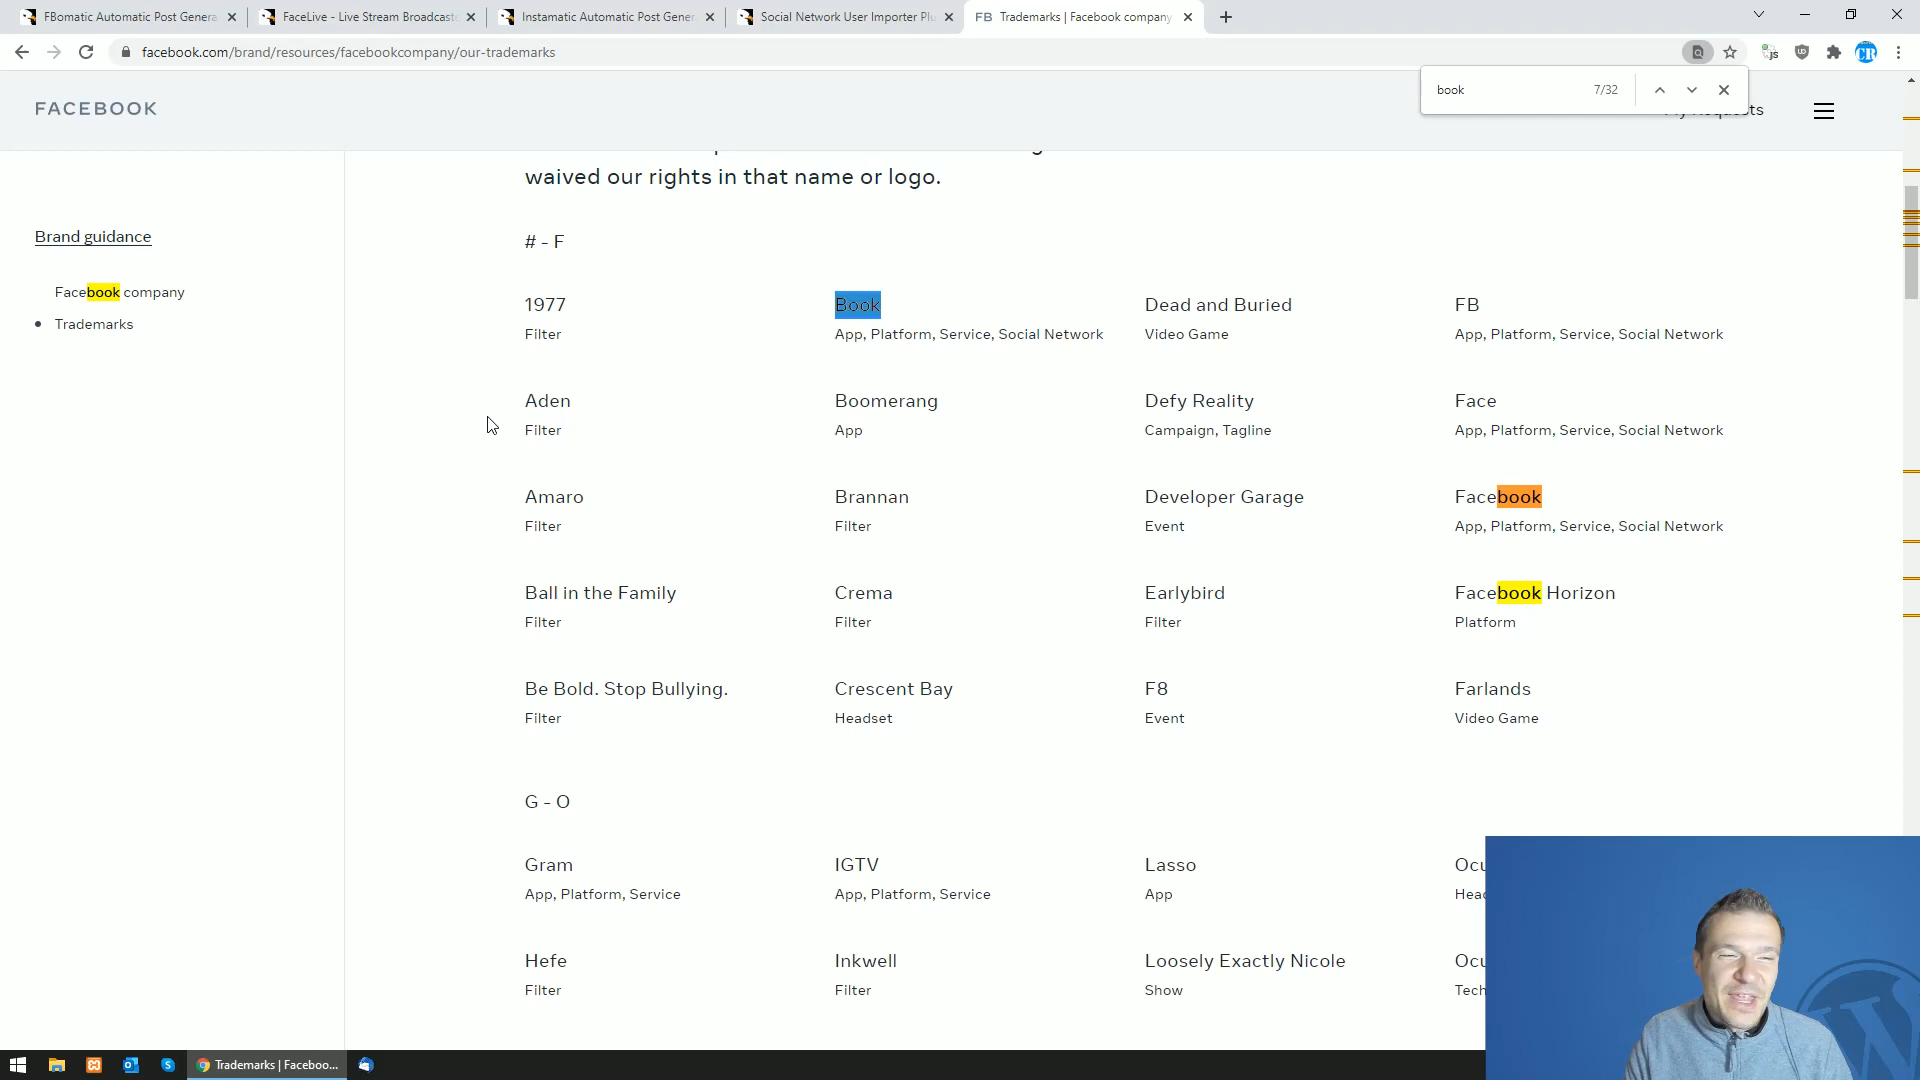 FBomatic Automatic Post Genera
FaceLive - Live Stream Broadcast
Instamatic Automatic Post Gener
Social Network User Importer Plu
FB Trademarks | Facebook company
facebook.com/brand/resources/facebookcompany/our-trademarks
book 7/32
FACEBOOK
waived our rights in that name or logo.
Brand guidance
Facebook company
Trademarks
# - F
1977
Filter
Book
App, Platform, Service, Social Network
Dead and Buried
Video Game
FB
App, Platform, Service, Social Network
Aden
Filter
Boomerang
App
Defy Reality
Campaign, Tagline
Face
App, Platform, Service, Social Network
Amaro
Filter
Brannan
Filter
Developer Garage
Event
Facebook
App, Platform, Service, Social Network
Ball in the Family
Filter
Crema
Filter
Earlybird
Filter
Facebook Horizon
Platform
Be Bold. Stop Bullying.
Filter
Crescent Bay
Headset
F8
Event
Farlands
Video Game
G - O
Gram
App, Platform, Service
IGTV
App, Platform, Service
Lasso
App
Ocu
Head
Hefe
Filter
Inkwell
Filter
Loosely Exactly Nicole
Show
Ocu
Tech
Trademarks | Faceboo...